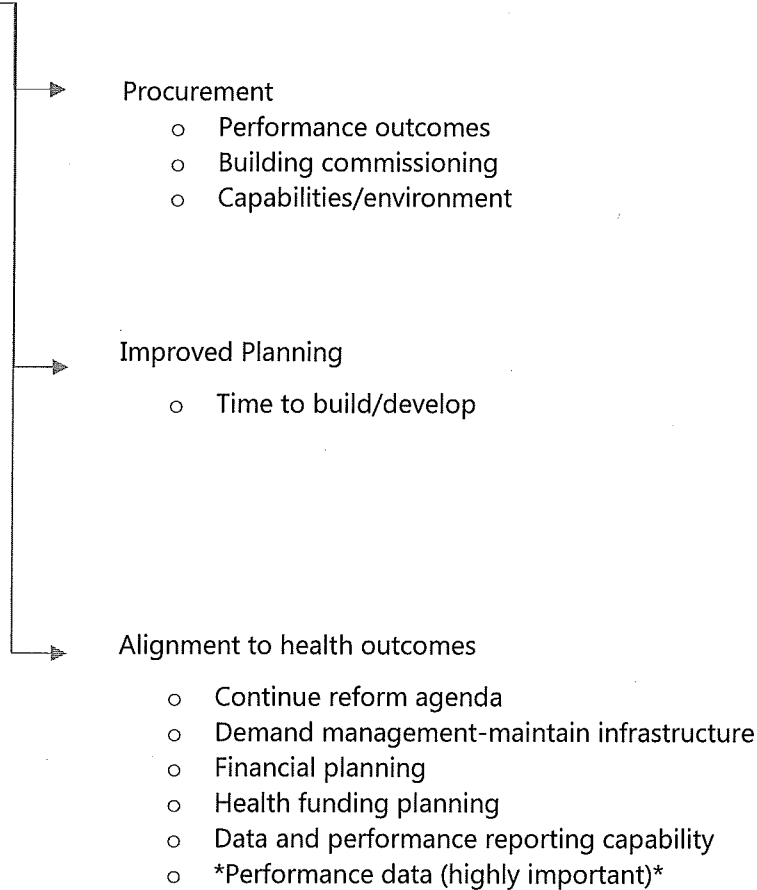 Procurement
o Performance outcomes
o Building commissioning
o Capabilities/environment
Improved Planning
o Time to build/develop
Alignment to health outcomes
o Continue reform agenda
o Demand management-maintain infrastructure
o Financial planning
o Health funding planning
o Data and performance reporting capability
o *Performance data (highly important)*